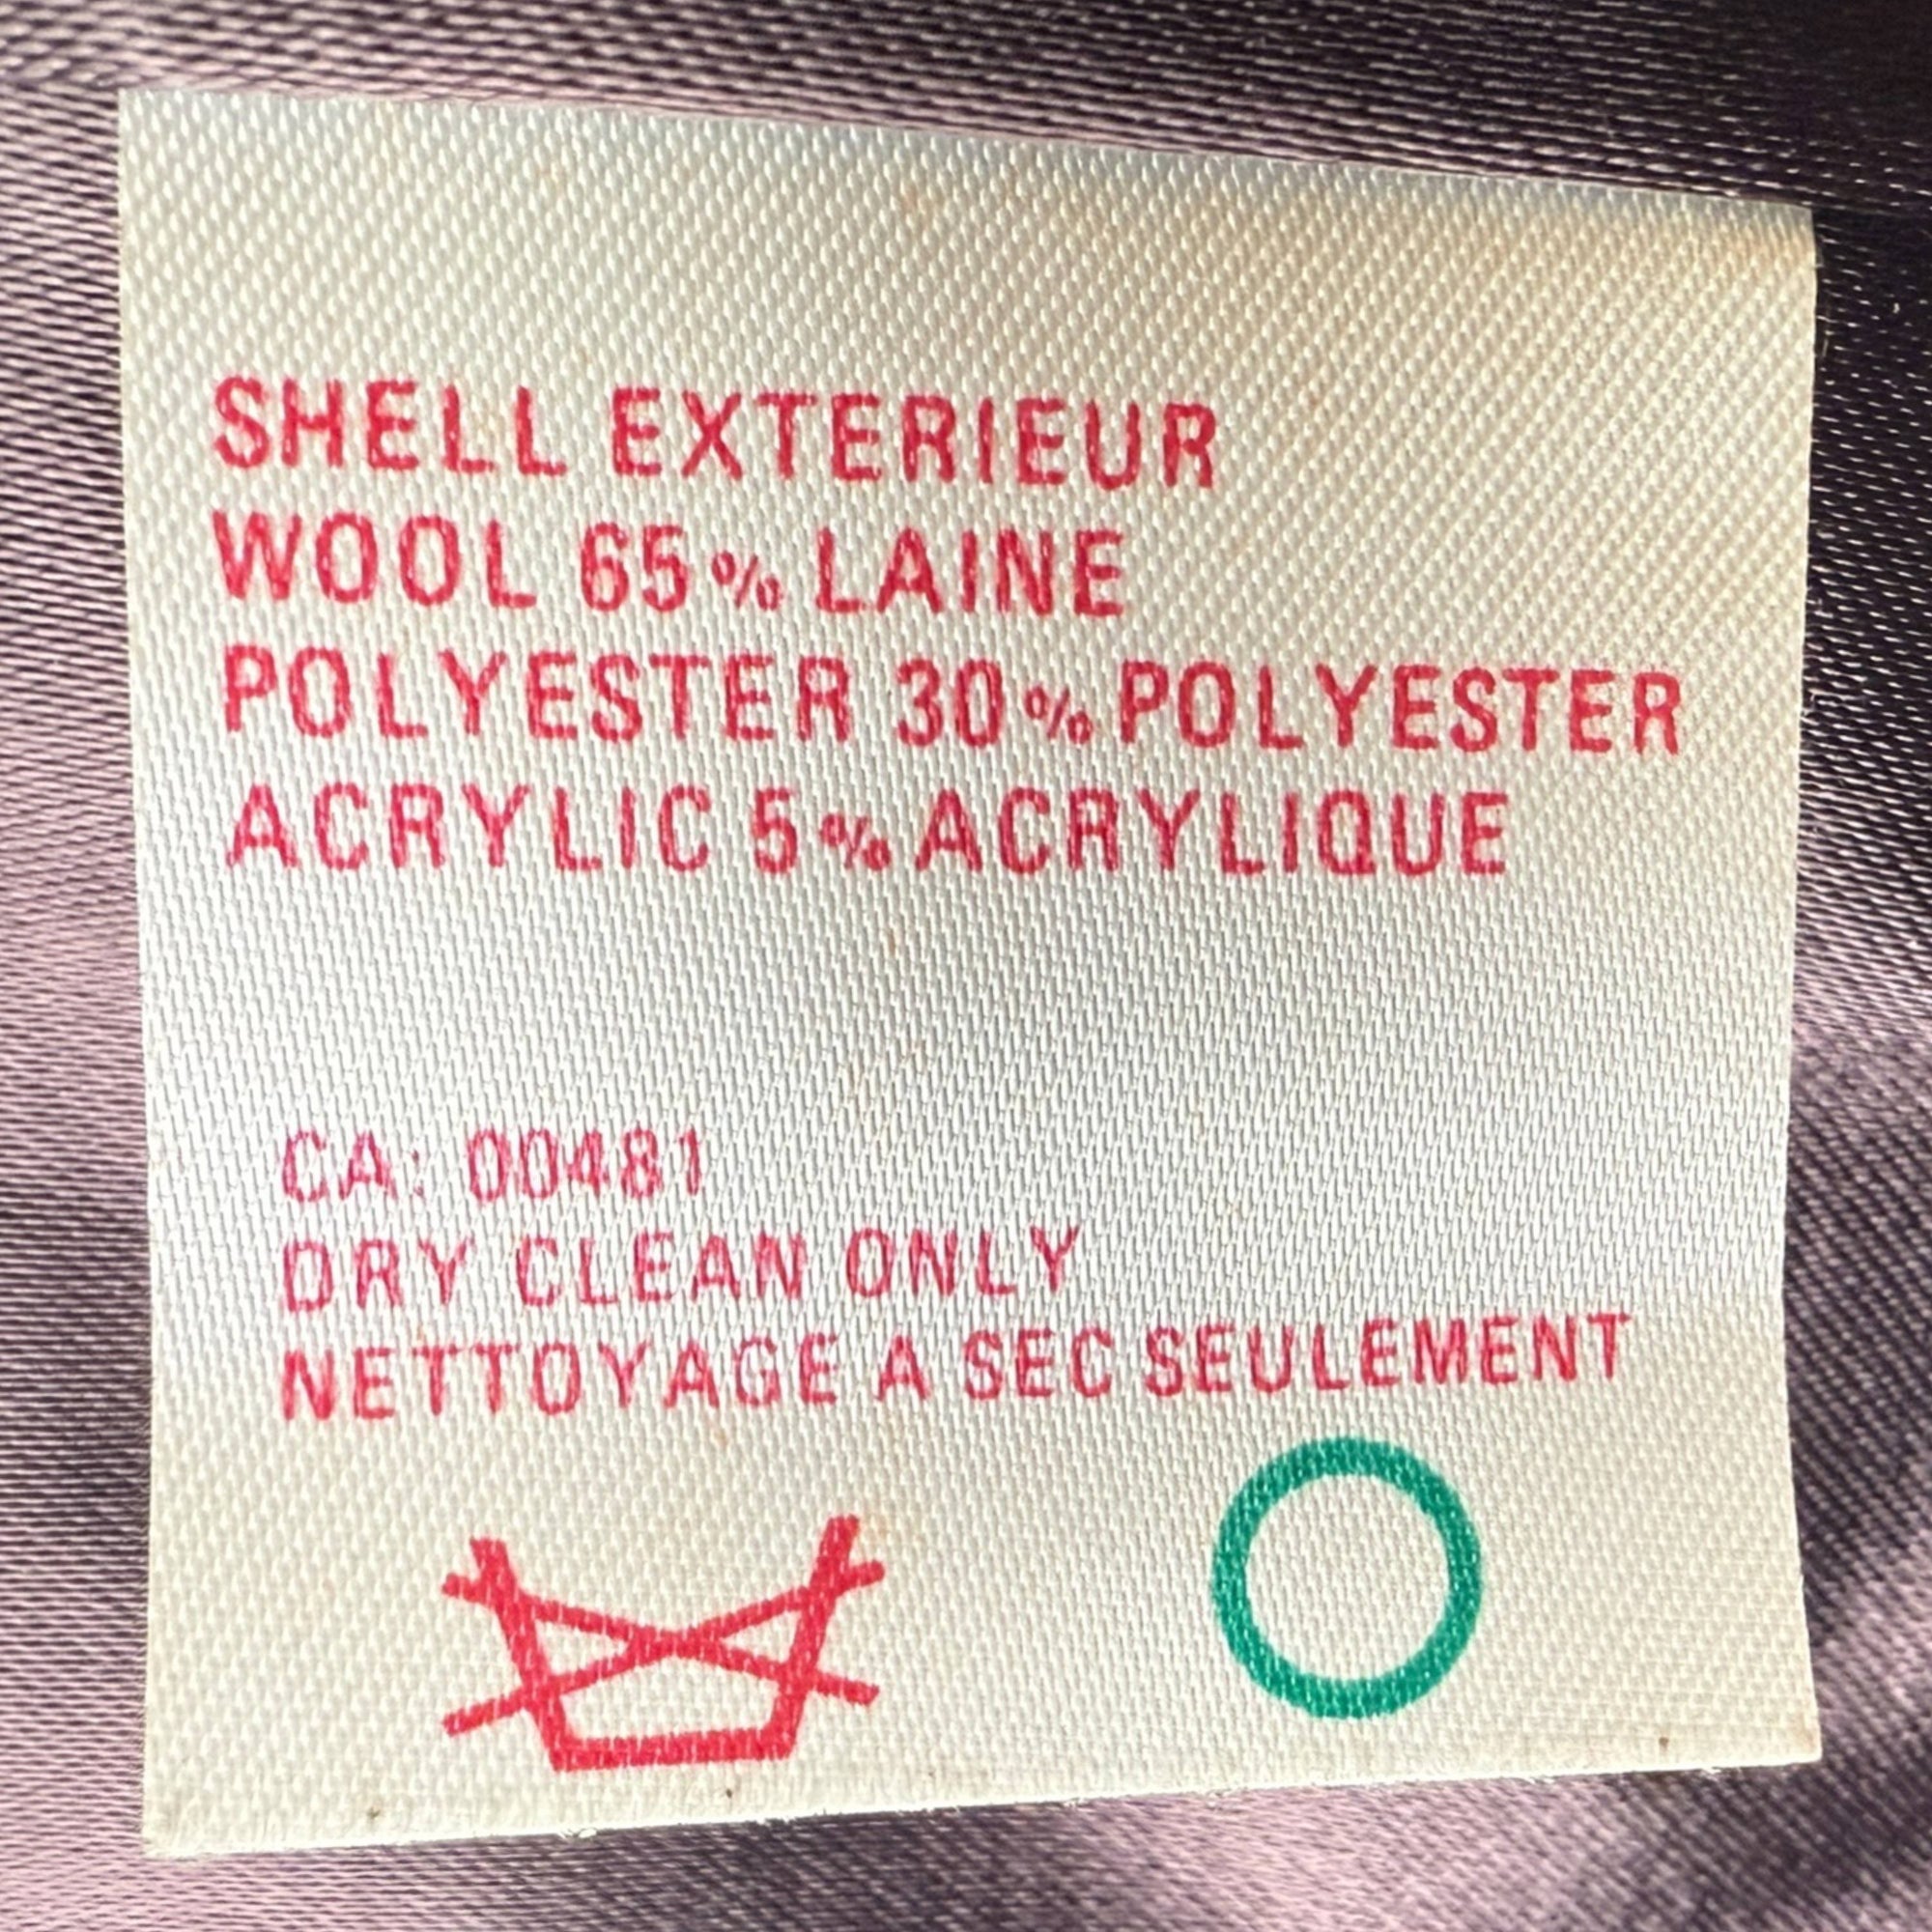 SHELL EXTERIEUR
WOOL 65% LAINE
POLYESTER 30% POLYESTER
ACRYLIC 5% ACRYLIQUE
CA: 00481
DRY CLEAN ONLY
NETTOYAGE A SEC SEULEMENT